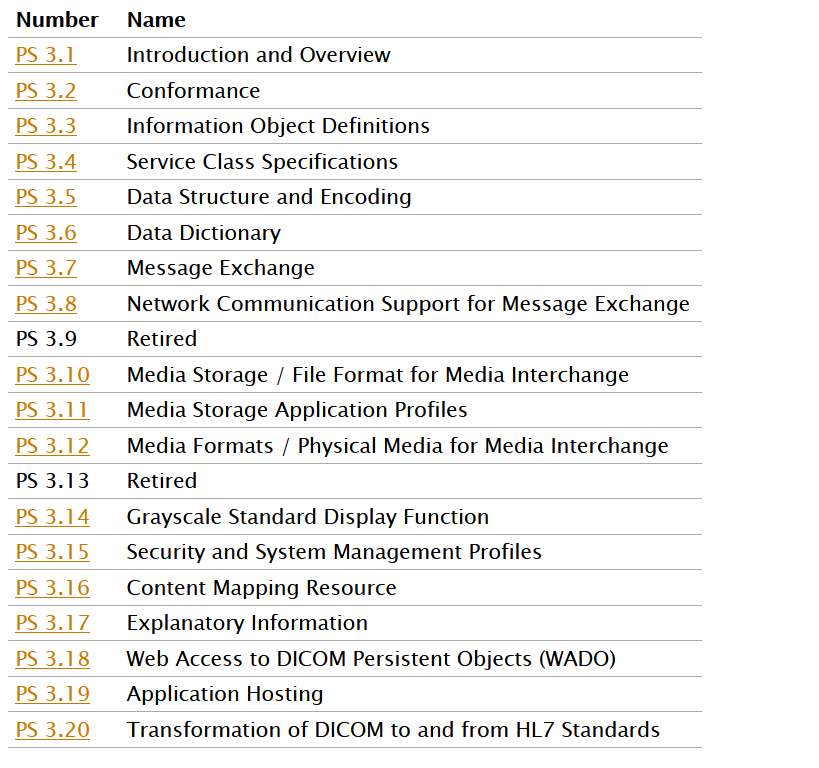 Number Name
PS 3.1 Introduction and Overview
PS 3.2 Conformance
PS 3.3 Information Object Definitions
PS 3.4 Service Class Specifications
PS 3.5 Data Structure and Encoding
PS 3.6 Data Dictionary
PS 3.7 Message Exchange
PS 3.8 Network Communication Support for Message Exchange
PS 3.9 Retired
PS 3.10 Media Storage / File Format for Media Interchange
PS 3.11 Media Storage Application Profiles
PS 3.12 Media Formats / Physical Media for Media Interchange
PS 3.13 Retired
PS 3.14 Grayscale Standard Display Function
PS 3.15 Security and System Management Profiles
PS 3.16 Content Mapping Resource
PS 3.17 Explanatory Information
PS 3.18 Web Access to DICOM Persistent Objects (WADO)
PS 3.19 Application Hosting
PS 3.20 Transformation of DICOM to and from HL7 Standards